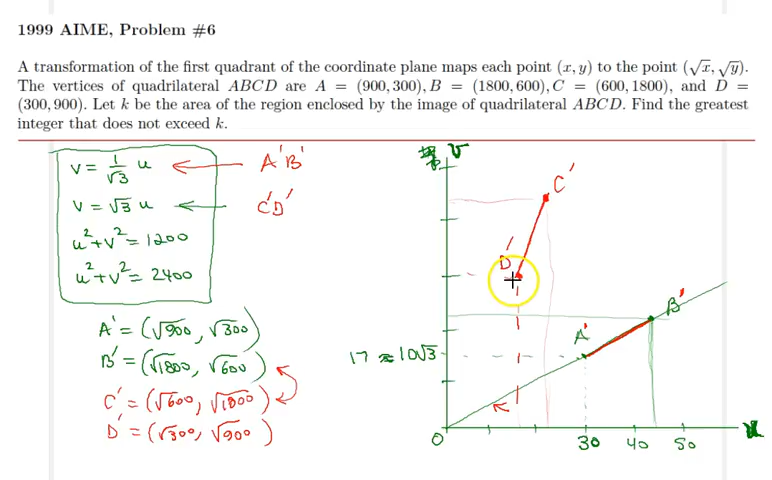 1999 AIME, Problem #6
A transformation of the first quadrant of the coordinate plane maps each point (x, y) to the point (√x, √y).
The vertices of quadrilateral ABCD are A = (900, 300), B = (1800, 600), C = (600, 1800), and D =
(300, 900). Let k be the area of the region enclosed by the image of quadrilateral ABCD. Find the greatest
integer that does not exceed k.
v = 1/√3 u ← A'B'
v = √3 u ← C'D'
u² + v² = 1200
u² + v² = 2400
A' = (√900, √300)
B' = (√1800, √600)
C' = (√600, √1800)
D' = (√300, √900)
v
C'
D'
B'
A'
17 ≈ 10√3
0
30 40 50